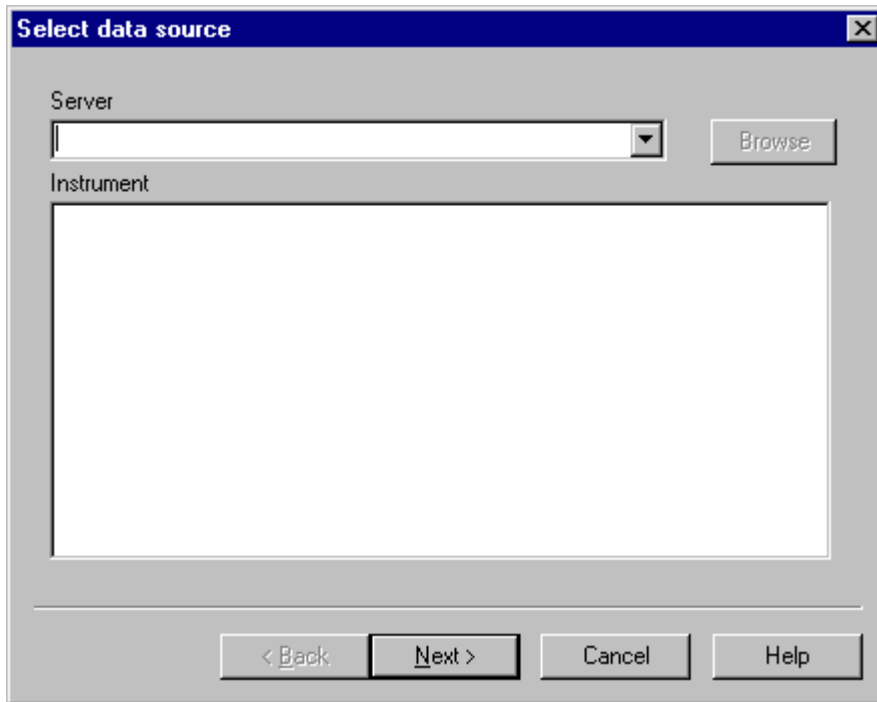 Select data source
Server
Browse
Instrument
< Back Next > Cancel Help